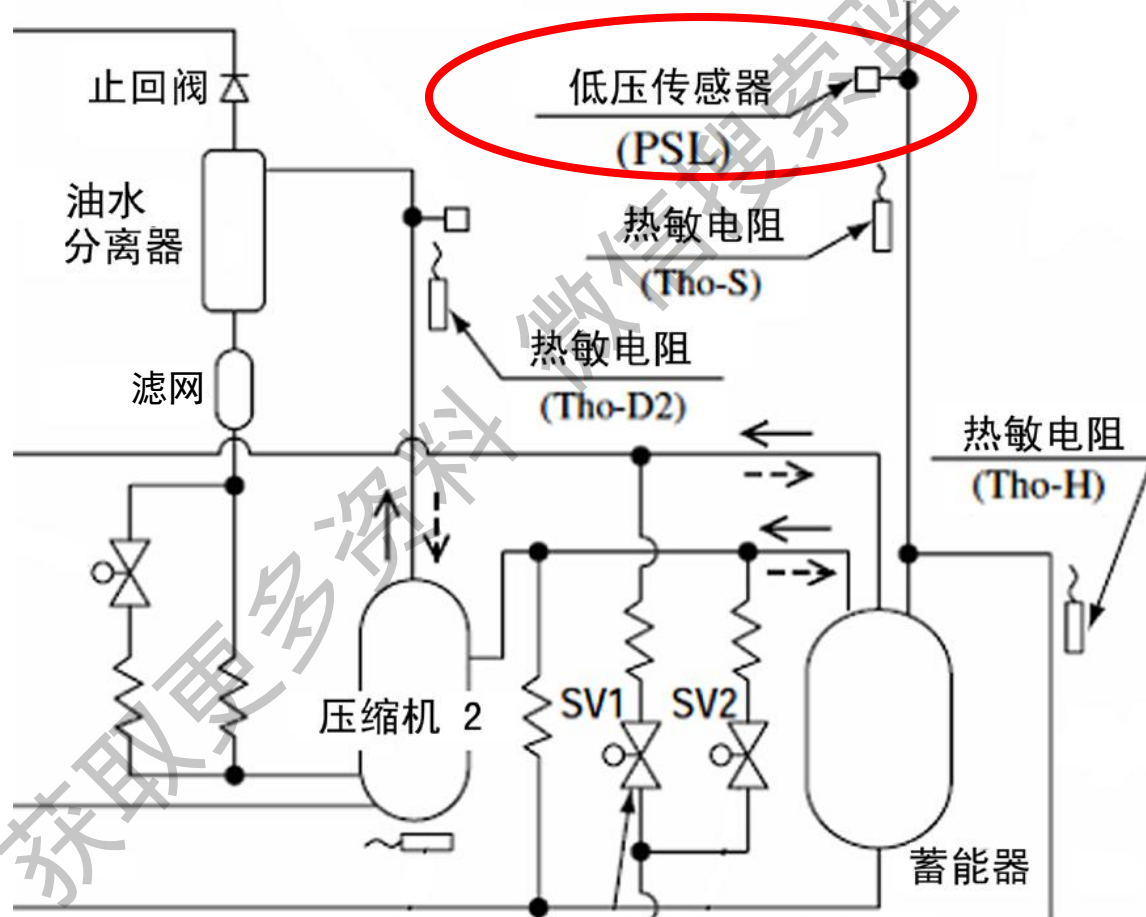 止回阀
低压传感器
(PSL)
油水
分离器
热敏电阻
(Tho-S)
热敏电阻
(Tho-D2)
滤网
热敏电阻
(Tho-H)
SV1
SV2
压缩机 2
蓄能器
获取更多资料 微信搜索蓝